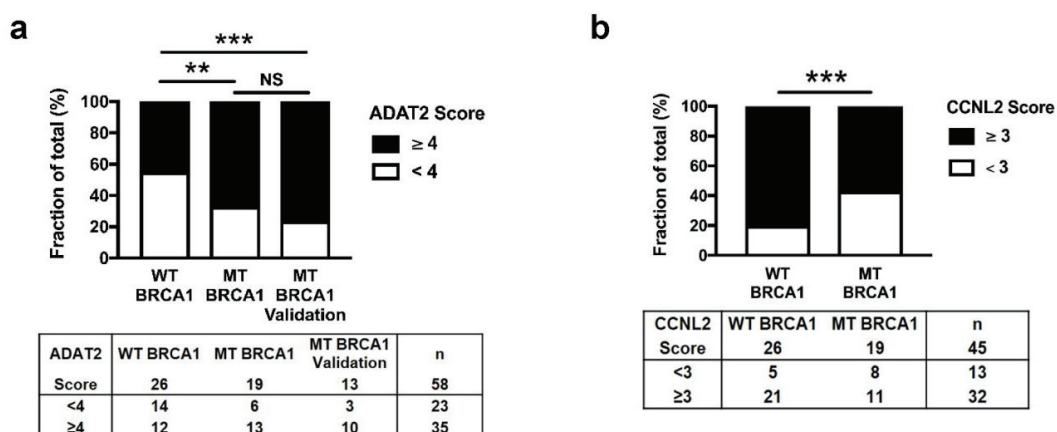 a
***
**
NS
Fraction of total (%)
100
80
60
40
20
0
WT BRCA1
MT BRCA1
MT BRCA1 Validation
ADAT2 Score
≥ 4
< 4
ADAT2 WT BRCA1 MT BRCA1 MT BRCA1 Validation n
Score 26 19 13 58
<4 14 6 3 23
≥4 12 13 10 35
b
***
Fraction of total (%)
100
80
60
40
20
0
WT BRCA1
MT BRCA1
CCNL2 Score
≥ 3
< 3
CCNL2 WT BRCA1 MT BRCA1 n
Score 26 19 45
<3 5 8 13
≥3 21 11 32